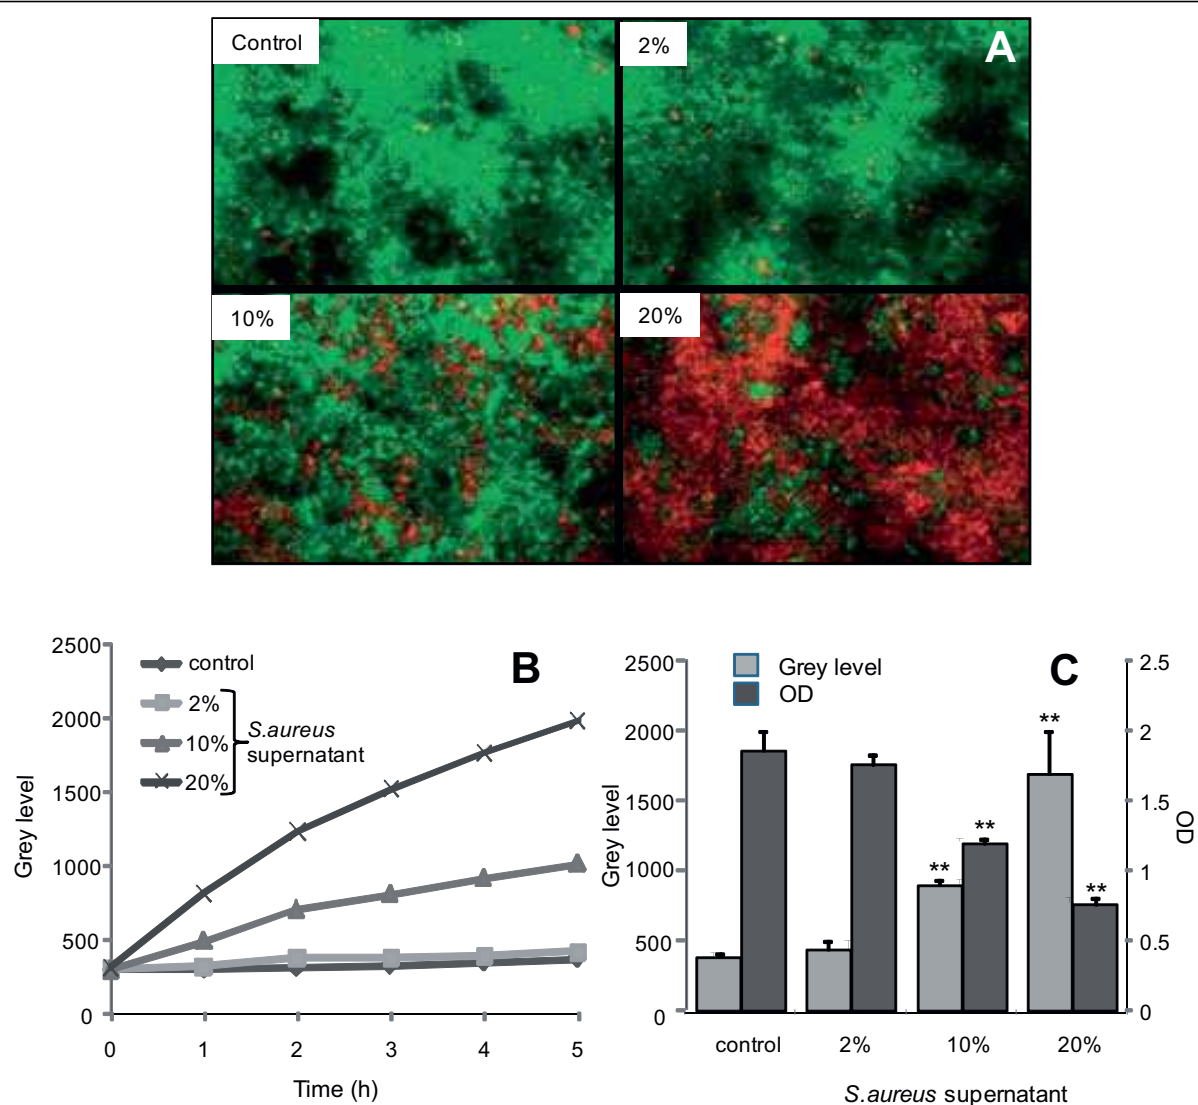 Control
2%
A
10%
20%
B
2500
2000
1500
1000
500
0
Grey level
control
2%
10%
20%
S.aureus
supernatant
0 1 2 3 4 5
Time (h)
C
Grey level
OD
2500
2000
1500
1000
500
0
Grey level
2.5
2
1.5
1
0.5
0
OD
**
**
**
**
control 2% 10% 20%
S.aureus supernatant